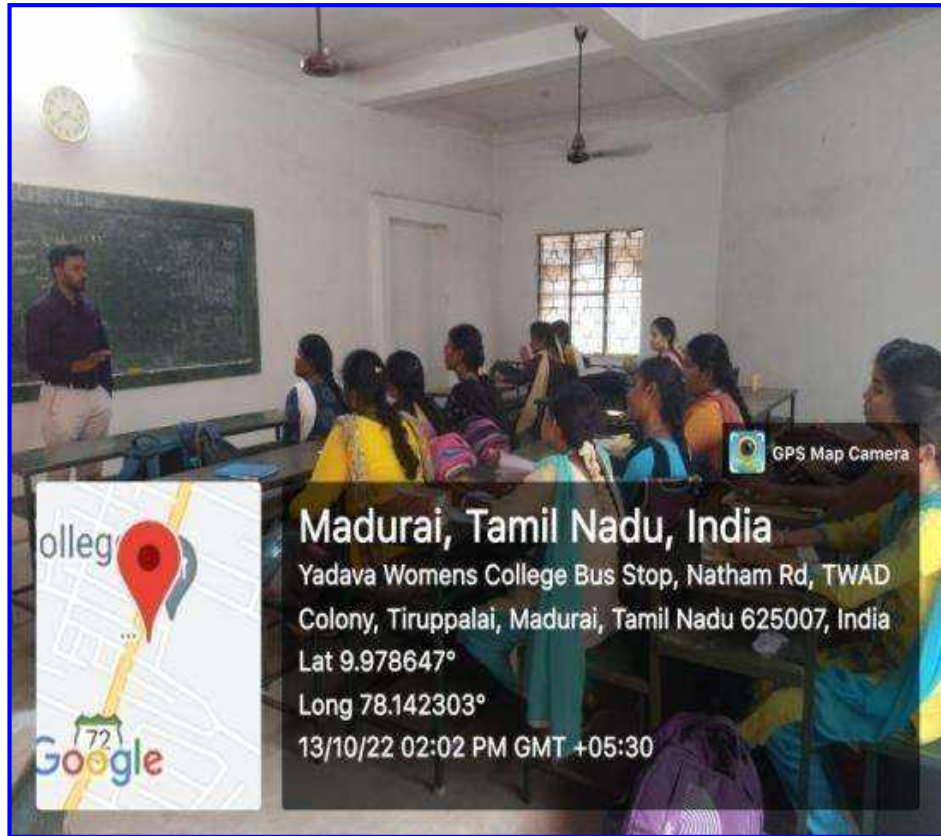 GPS Map Camera
olleg
72
Google
Madurai, Tamil Nadu, India
Yadava Womens College Bus Stop, Natham Rd, TWAD
Colony, Tiruppalai, Madurai, Tamil Nadu 625007, India
Lat 9.978647°
Long 78.142303°
13/10/22 02:02 PM GMT +05:30